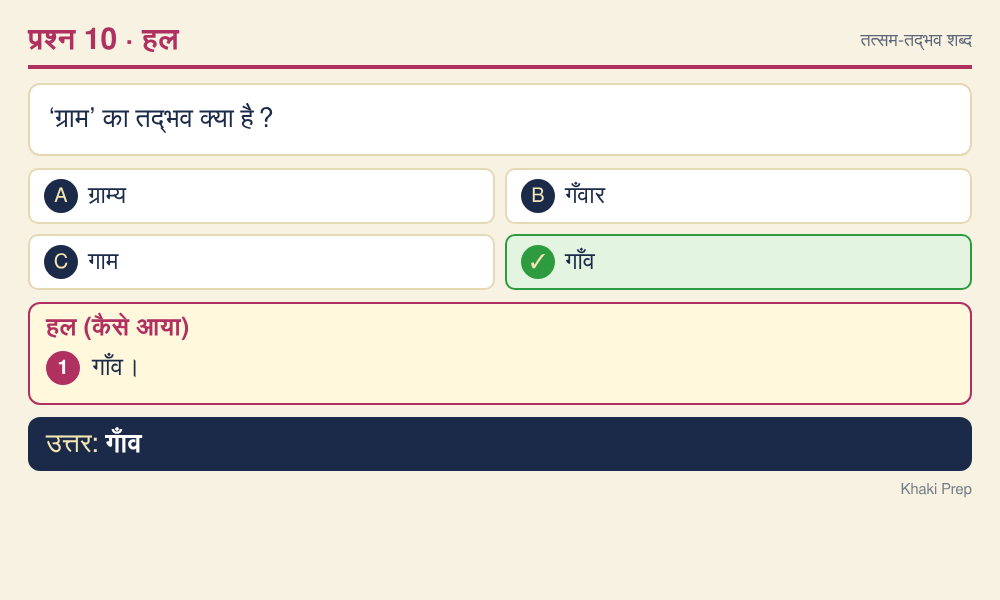 प्रश्न 10 · हल
तत्सम-तद्भव शब्द
‘ग्राम’ का तद्भव क्या है ?
A ग्राम्य
B गँवार
C गाम
✓ गाँव
हल (कैसे आया)
1 गाँव ।
उत्तर: गाँव
Khaki Prep